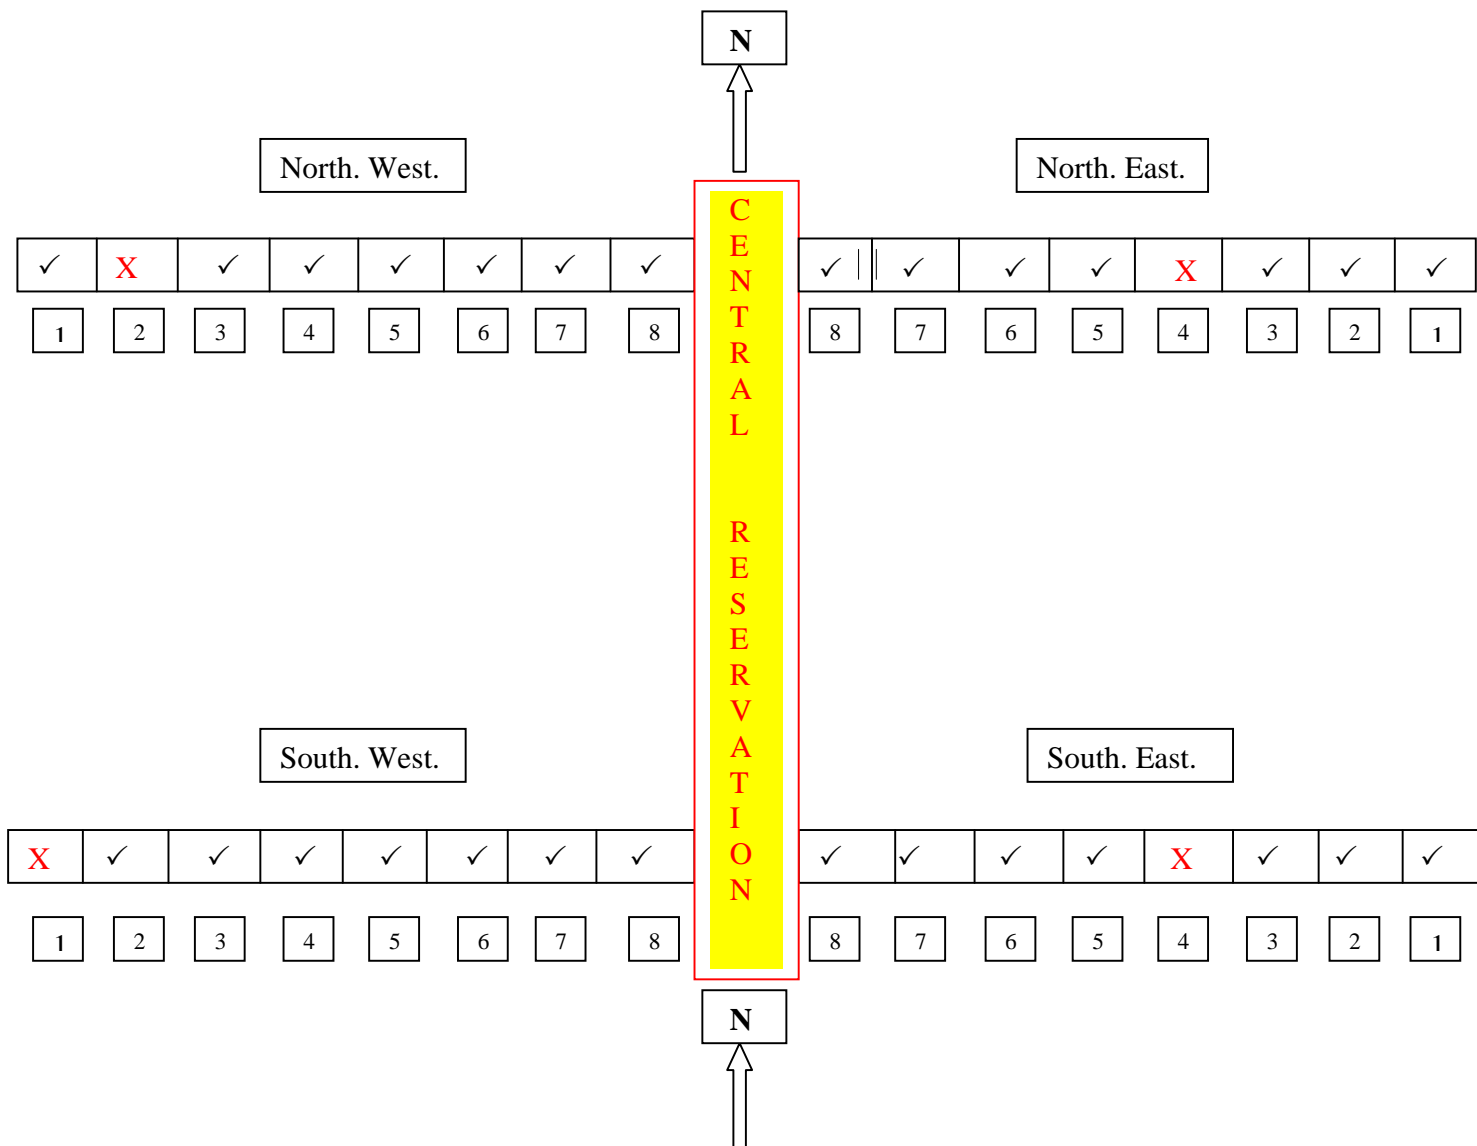 N
North. West.
North. East.
✓ X ✓ ✓ ✓ ✓ ✓ ✓
✓ ✓ ✓ ✓ X ✓ ✓ ✓
1 2 3 4 5 6 7 8
8 7 6 5 4 3 2 1
CENTRAL RESERVATION
South. West.
South. East.
X ✓ ✓ ✓ ✓ ✓ ✓ ✓
✓ ✓ ✓ ✓ X ✓ ✓ ✓
1 2 3 4 5 6 7 8
8 7 6 5 4 3 2 1
N